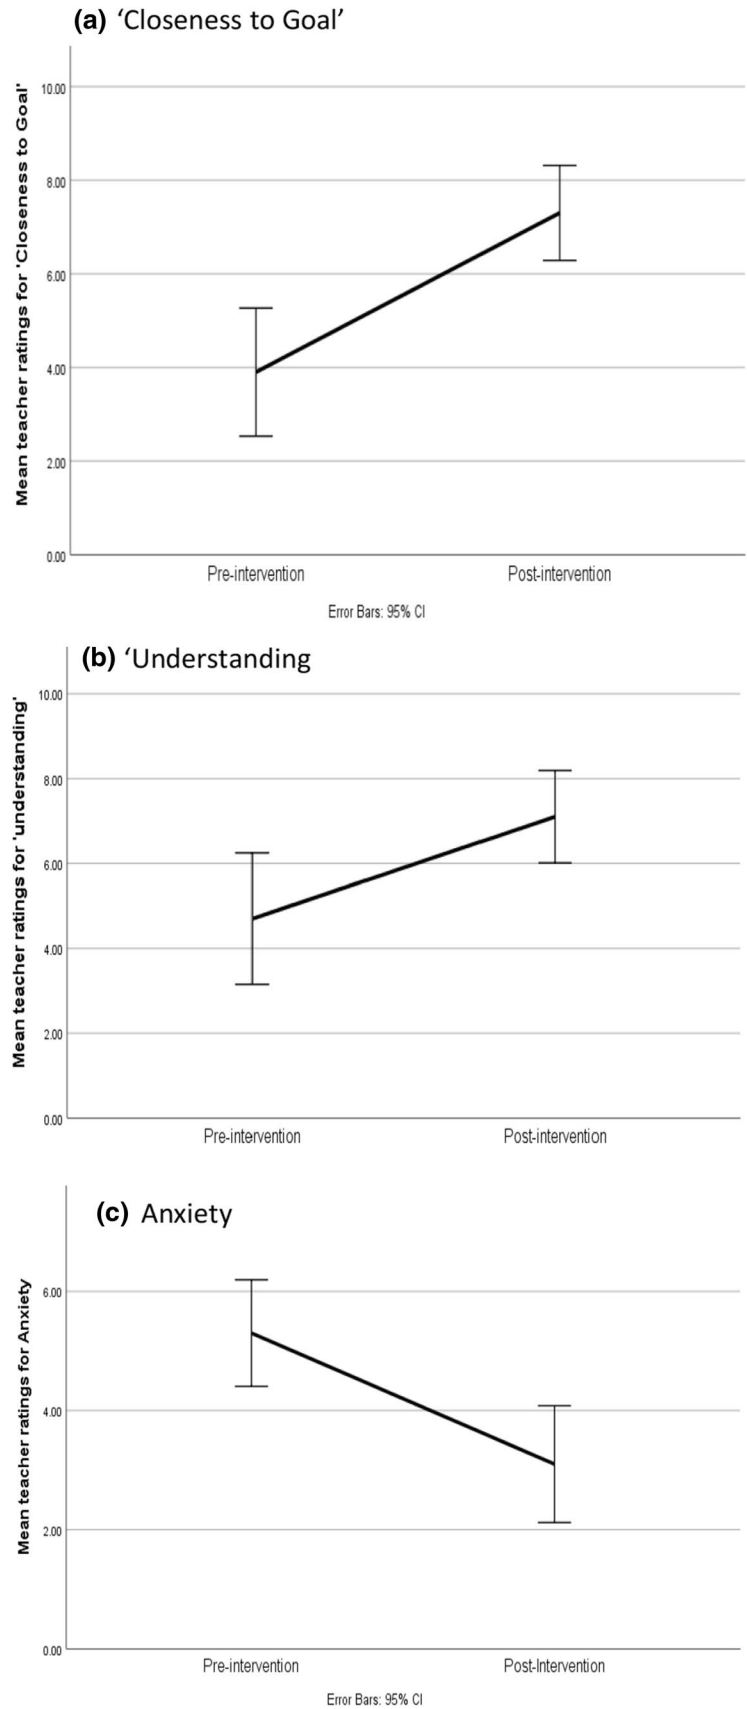 (a) ‘Closeness to Goal’
Mean teacher ratings for 'Closeness to Goal'
10.00
8.00
6.00
4.00
2.00
0.00
Pre-intervention Post-intervention
Error Bars: 95% CI
(b) ‘Understanding
Mean teacher ratings for 'understanding'
10.00
8.00
6.00
4.00
2.00
0.00
Pre-intervention Post-intervention
(c) Anxiety
Mean teacher ratings for Anxiety
6.00
4.00
2.00
0.00
Pre-intervention Post-Intervention
Error Bars: 95% CI